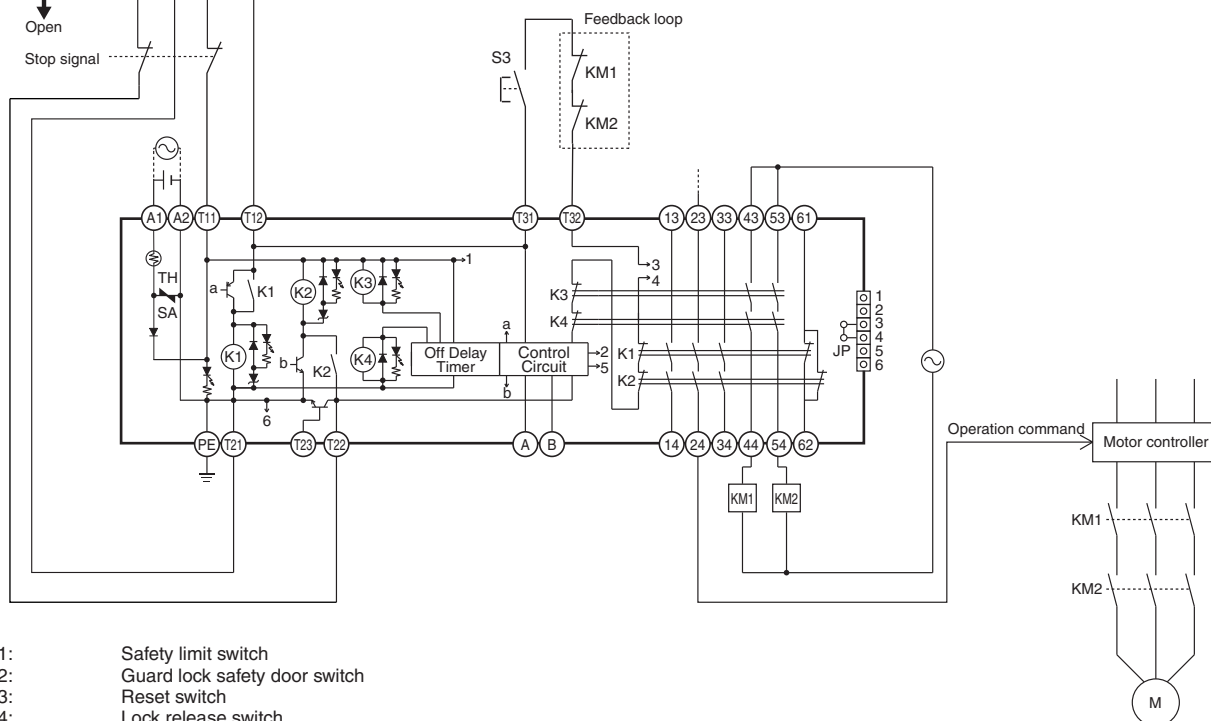 Open
Stop signal
Feedback loop
S3
KM1
KM2
A1 A2 T11 T12 T31 T32 13 23 33 43 53 61
TH
SA
a
K1
K2
K3
1
3
4
K3
K4
K1
b
K2
K4
Off Delay
Timer
a
Control
Circuit
b
2
5
K1
K2
6
1
2
3
4
5
6
JP
PE T21 T23 T22 A B 14 24 34 44 54 62
KM1 KM2
Operation command
Motor controller
KM1
KM2
M
1: Safety limit switch
2: Guard lock safety door switch
3: Reset switch
4: Lock release switch